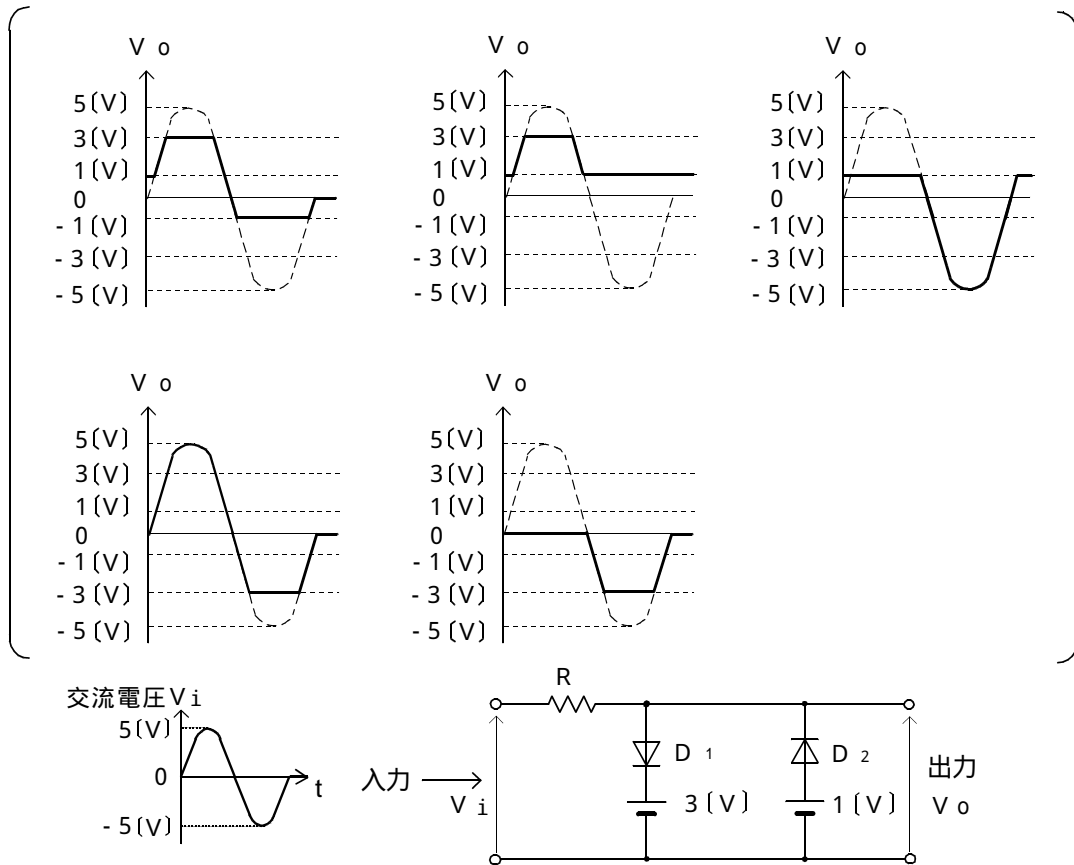 V o
5〔V〕
3〔V〕
1〔V〕
0
- 1〔V〕
- 3〔V〕
- 5〔V〕
V o
5〔V〕
3〔V〕
1〔V〕
0
- 1〔V〕
- 3〔V〕
- 5〔V〕
V o
5〔V〕
3〔V〕
1〔V〕
0
- 1〔V〕
- 3〔V〕
- 5〔V〕
V o
5〔V〕
3〔V〕
1〔V〕
0
- 1〔V〕
- 3〔V〕
- 5〔V〕
V o
5〔V〕
3〔V〕
1〔V〕
0
- 1〔V〕
- 3〔V〕
- 5〔V〕
交流電圧V i
5〔V〕
0
- 5〔V〕
t
R
入力
V i
D 1
3〔V〕
D 2
1〔V〕
出力
V o